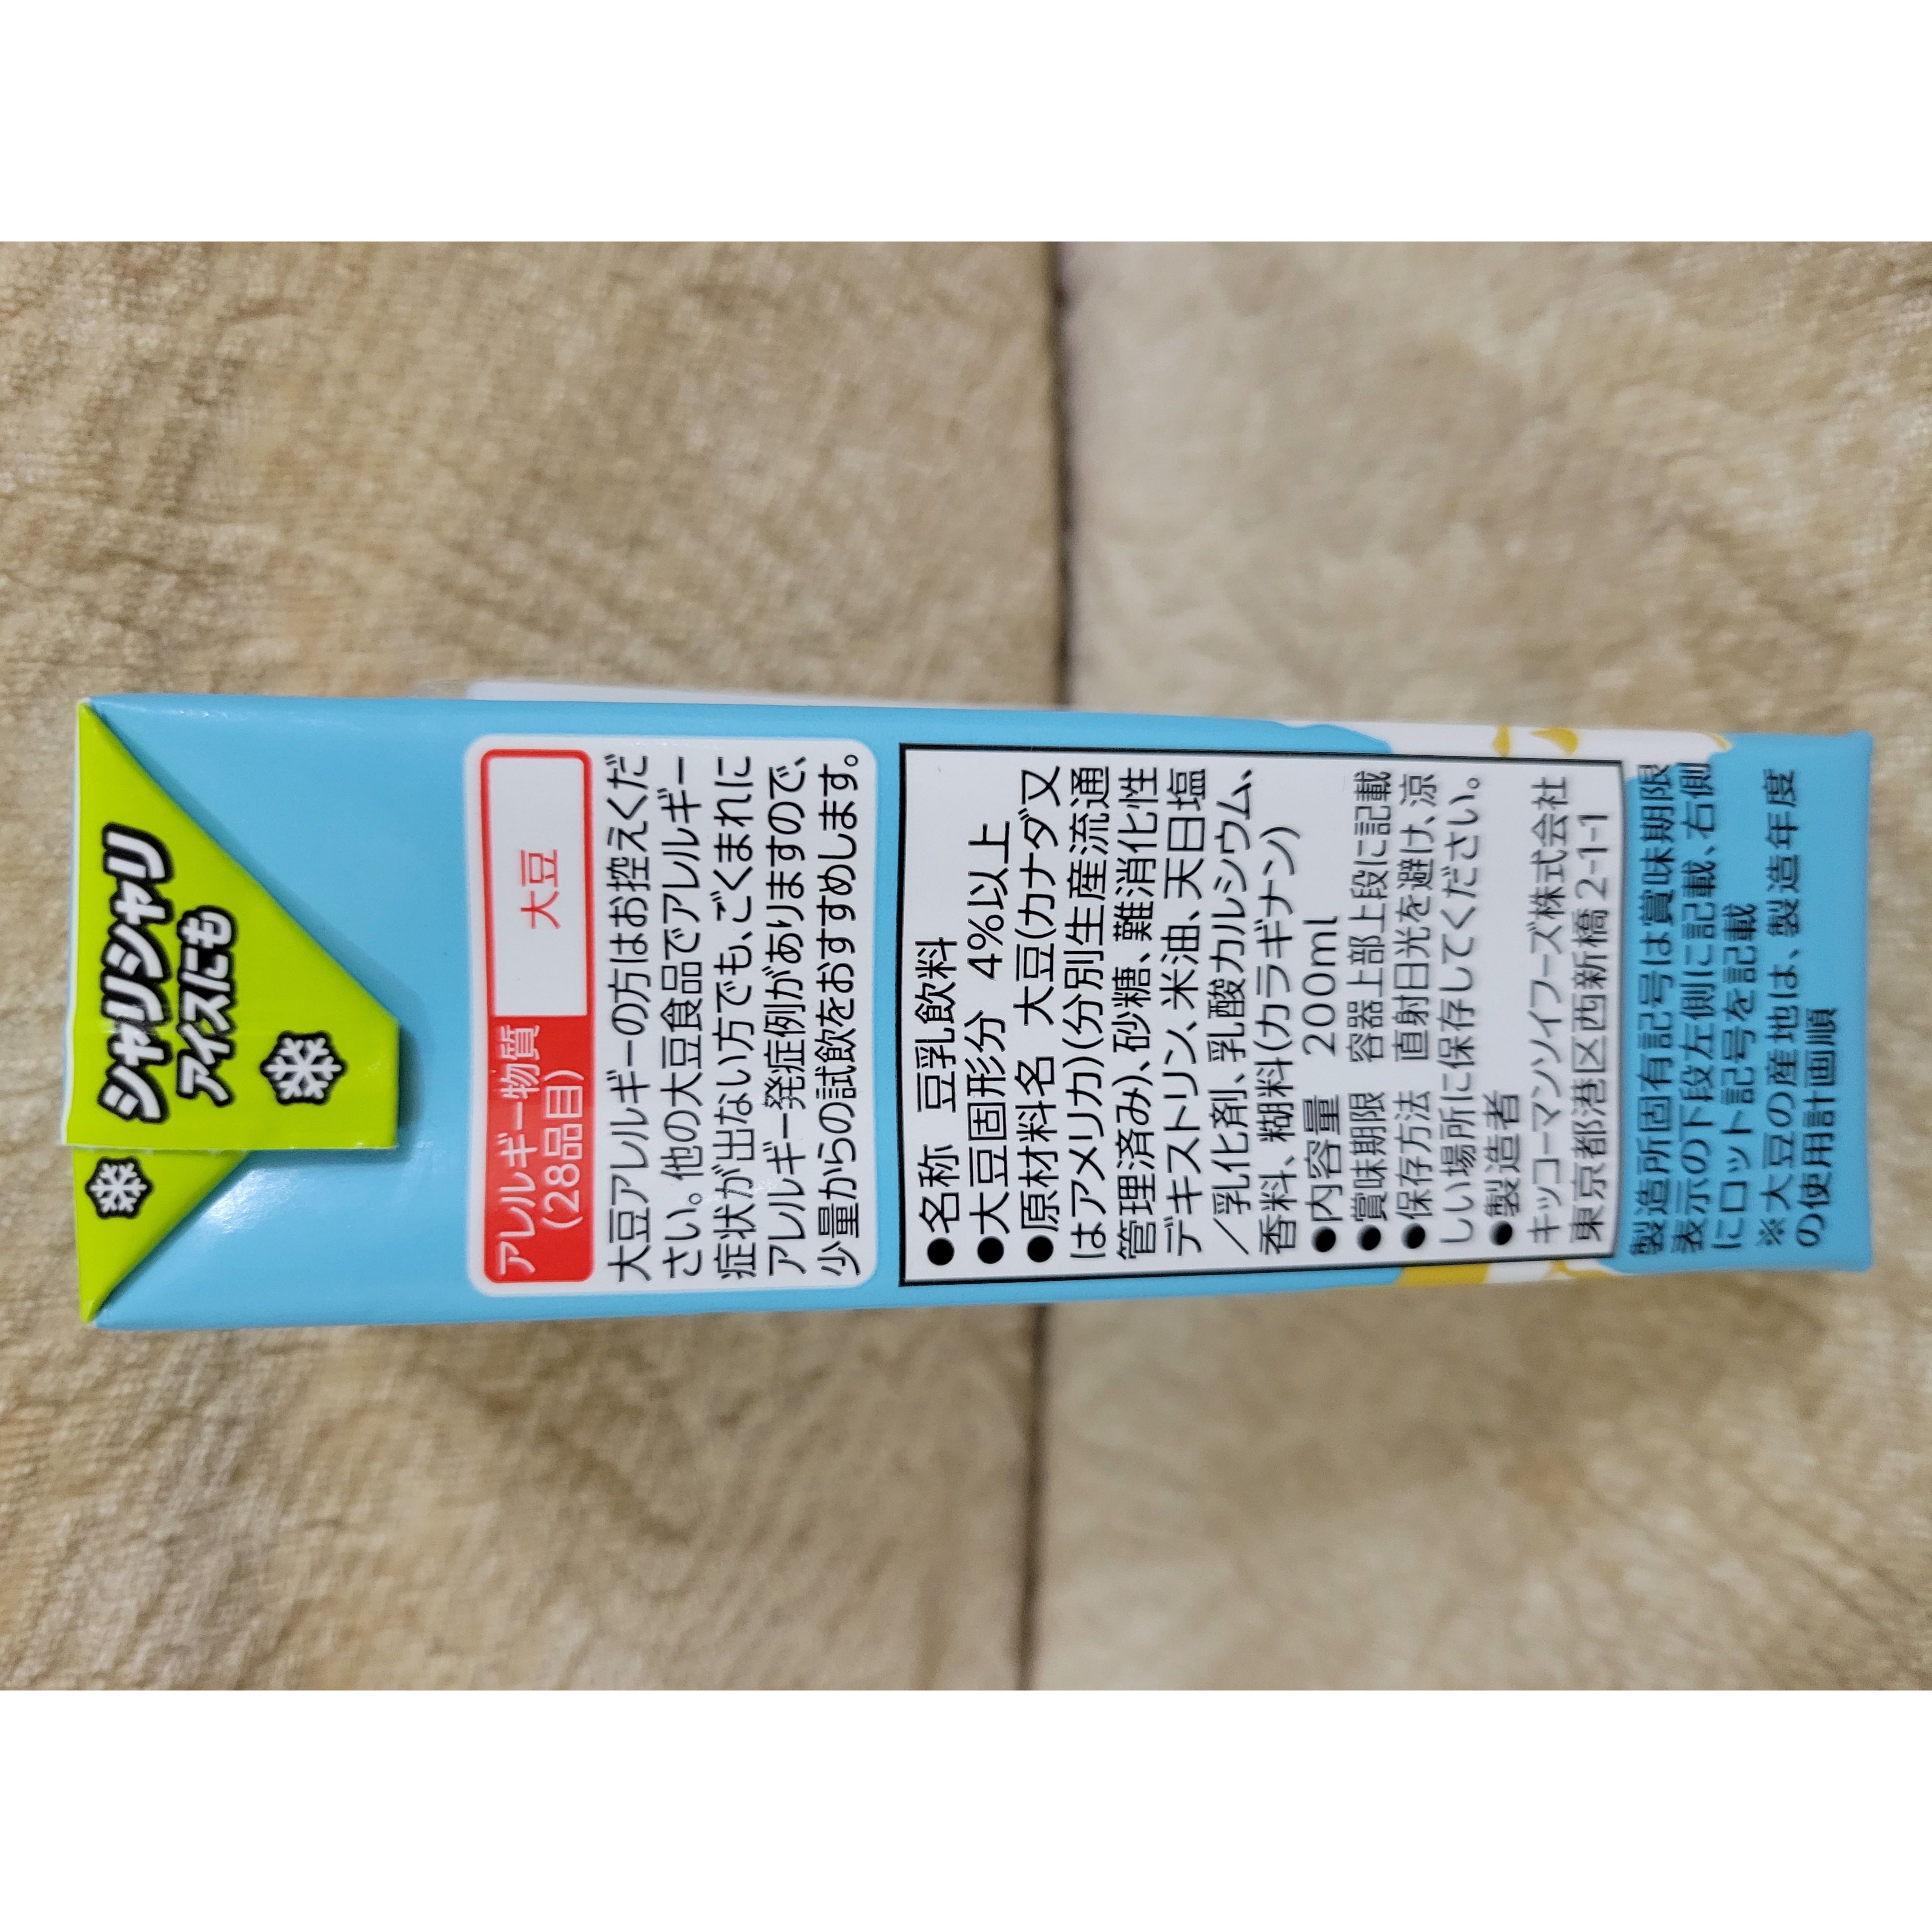 シャリシャリ
アイスにも
アレルギー物質
(28品目)
大豆
大豆アレルギーの方はお控えくだ
さい。他の大豆食品でアレルギー
症状が出ない方でも、ごくまれに
アレルギー発症例がありますので、
少量からの試飲をおすすめします。
●名称 豆乳飲料
●大豆固形分 4%以上
●原材料名 大豆(カナダ又
はアメリカ)(分別生産流通
管理済み)、砂糖、難消化性
デキストリン、米油、天日塩
／乳化剤、乳酸カルシウム、
香料、糊料(カラギナン)
●内容量 200ml
●賞味期限 容器上部上段に記載
●保存方法 直射日光を避け、涼
しい場所に保存してください。
●製造者
キッコーマンソイフーズ株式会社
東京都港区西新橋2-1-1
製造所固有記号は賞味期限
表示の下段左側に記載、右側
にロット記号を記載
※大豆の産地は、製造年度
の使用計画順